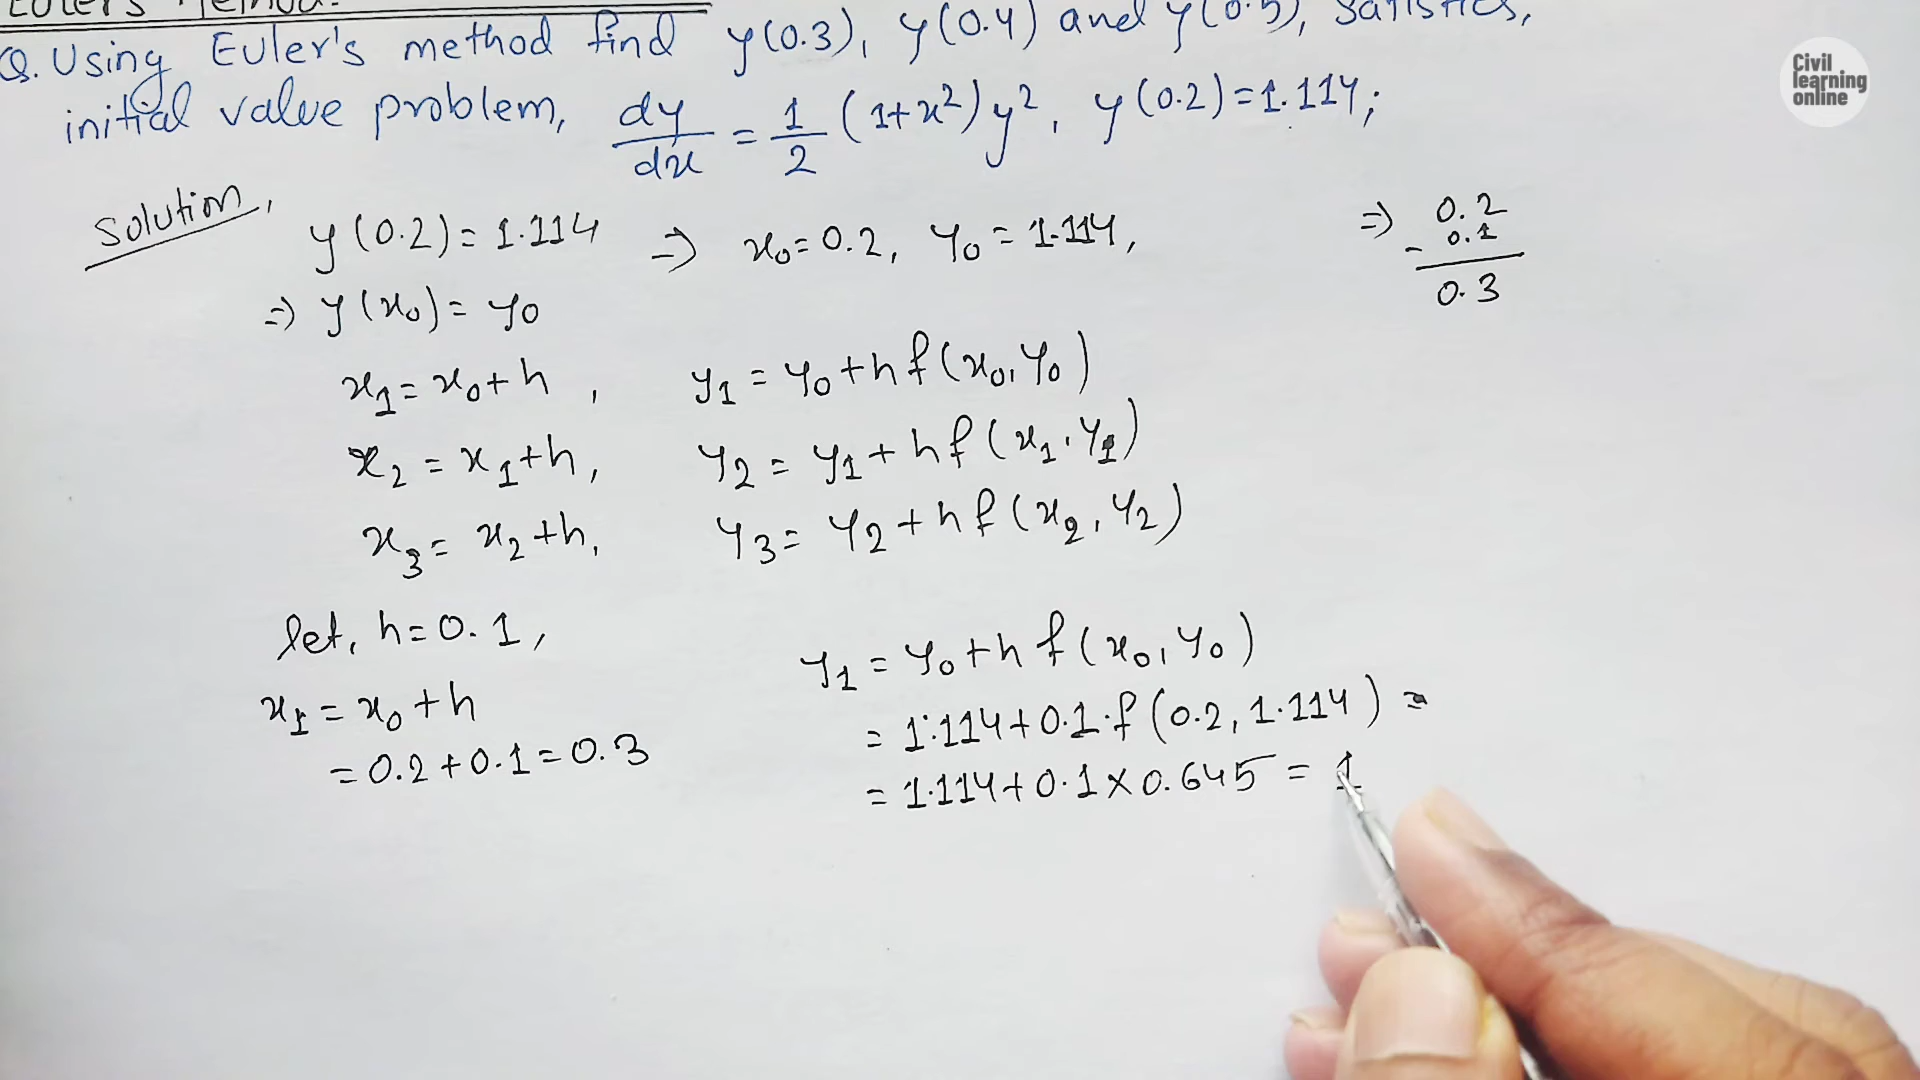 Euler's Method:
Q. Using Euler's method find y(0.3), y(0.4) and y(0.5), satisfies,
initial value problem, dy/dx = 1/2 (1+x²)y², y(0.2)=1.114;
Civil
learning
online
Solution,
y(0.2)=1.114 → x₀=0.2, y₀=1.114,
⇒ y(x₀)=y₀
⇒ 0.2
- 0.1
0.3
x₁=x₀+h, y₁=y₀+hf(x₀,y₀)
x₂=x₁+h, y₂=y₁+hf(x₁,y₁)
x₃=x₂+h, y₃=y₂+hf(x₂,y₂)
let, h=0.1,
x₁=x₀+h
=0.2+0.1=0.3
y₁=y₀+hf(x₀,y₀)
=1.114+0.1·f(0.2,1.114)=
=1.114+0.1×0.645=1